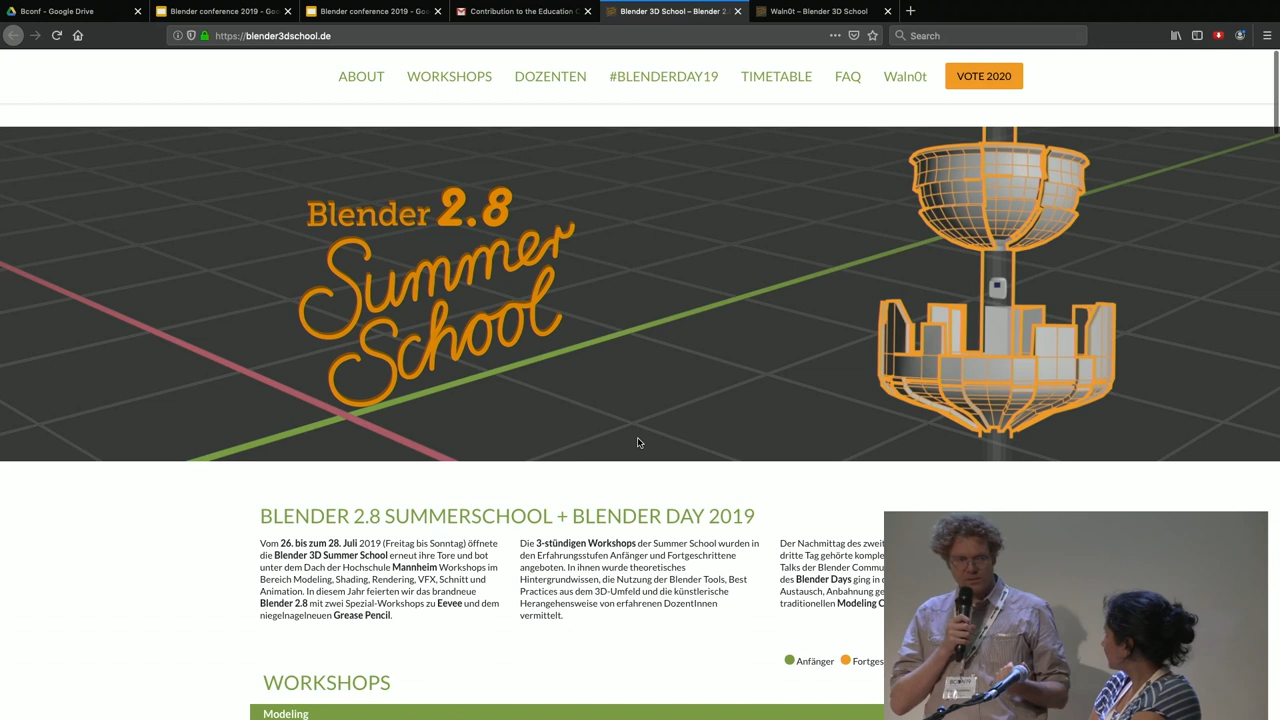 Bconf - Google Drive
Blender conference 2019 - Goo
Blender conference 2019 - Goo
Contribution to the Education C
Blender 3D School – Blender 2.
Waln0t – Blender 3D School
https://blender3dschool.de
Search
ABOUT
WORKSHOPS
DOZENTEN
#BLENDERDAY19
TIMETABLE
FAQ
Waln0t
VOTE 2020
Blender 2.8
Summer
School
BLENDER 2.8 SUMMERSCHOOL + BLENDER DAY 2019
Vom 26. bis zum 28. Juli 2019 (Freitag bis Sonntag) öffnete
die Blender 3D Summer School erneut ihre Tore und bot
unter dem Dach der Hochschule Mannheim Workshops im
Bereich Modeling, Shading, Rendering, VFX, Schnitt und
Animation. In diesem Jahr feierten wir das brandneue
Blender 2.8 mit zwei Spezial-Workshops zu Eevee und dem
niegelnagelneuen Grease Pencil.
Die 3-stündigen Workshops der Summer School wurden in
den Erfahrungsstufen Anfänger und Fortgeschrittene
angeboten. In ihnen wurde theoretisches
Hintergrundwissen, die Nutzung der Blender Tools, Best
Practices aus dem 3D-Umfeld und die künstlerische
Herangehensweise von erfahrenen DozentInnen
vermittelt.
Der Nachmittag des zweit
dritte Tag gehörte komple
Talks der Blender Commu
des Blender Days ging in d
Austausch, Anbahnung ge
traditionellen Modeling C
Anfänger
Fortges
WORKSHOPS
Modeling